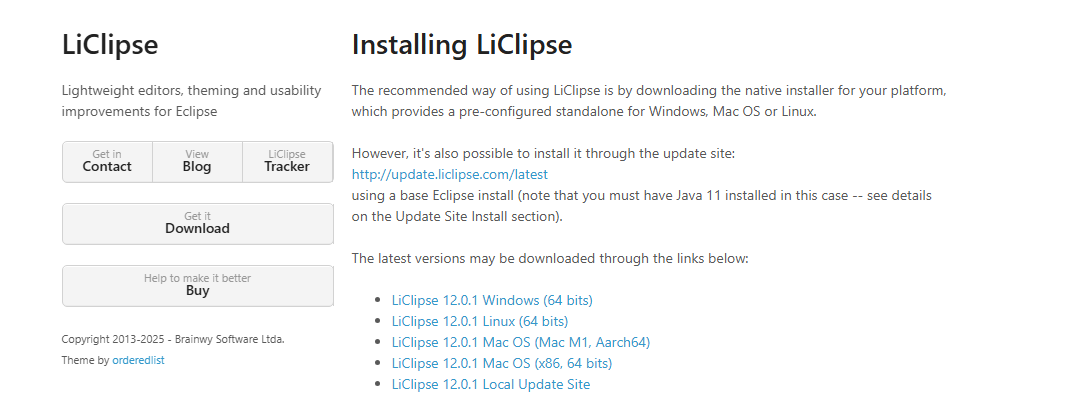 LiClipse
Lightweight editors, theming and usability
improvements for Eclipse
Get in
Contact
View
Blog
LiClipse
Tracker
Get it
Download
Help to make it better
Buy
Copyright 2013-2025 - Brainwy Software Ltda.
Theme by orderedlist
Installing LiClipse
The recommended way of using LiClipse is by downloading the native installer for your platform,
which provides a pre-configured standalone for Windows, Mac OS or Linux.
However, it's also possible to install it through the update site:
http://update.liclipse.com/latest
using a base Eclipse install (note that you must have Java 11 installed in this case -- see details
on the Update Site Install section).
The latest versions may be downloaded through the links below:
• LiClipse 12.0.1 Windows (64 bits)
• LiClipse 12.0.1 Linux (64 bits)
• LiClipse 12.0.1 Mac OS (Mac M1, Aarch64)
• LiClipse 12.0.1 Mac OS (x86, 64 bits)
• LiClipse 12.0.1 Local Update Site